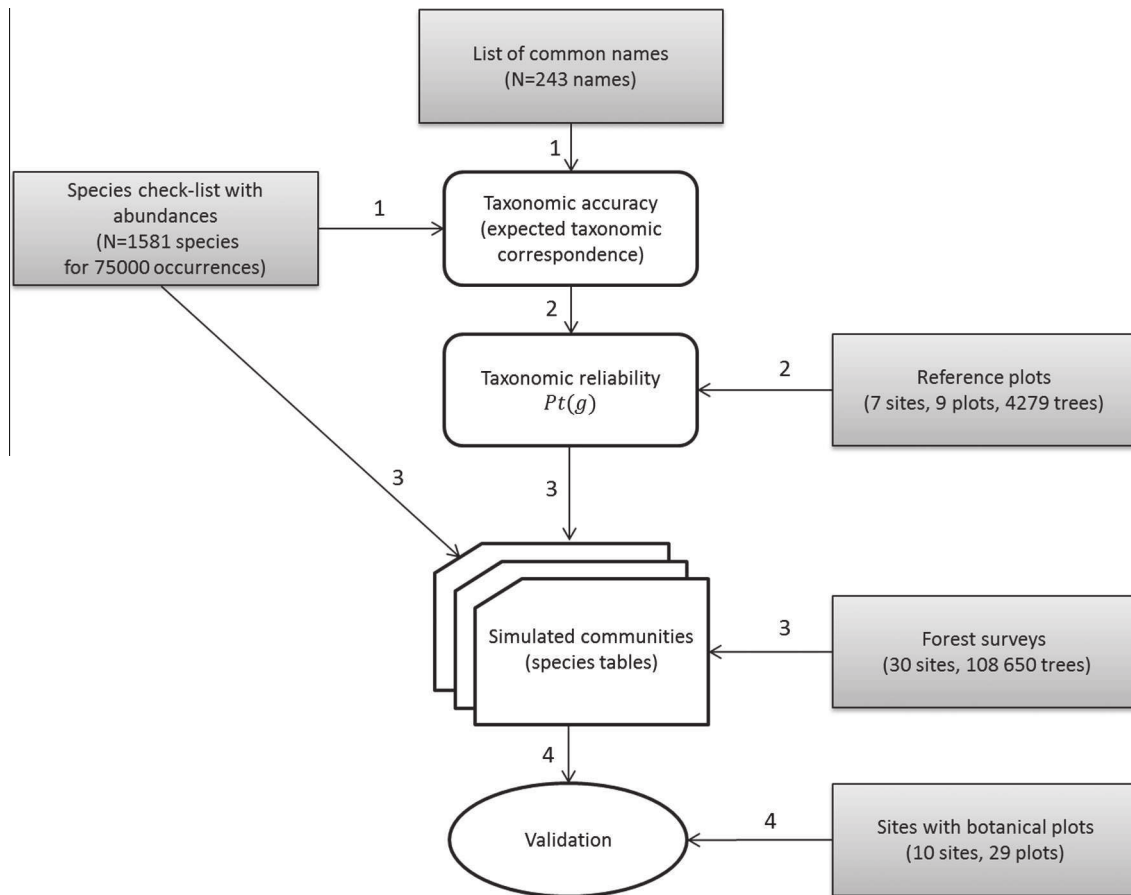 List of common names
(N=243 names)
1
Species check-list with
abundances
(N=1581 species
for 75000 occurrences)
1
Taxonomic accuracy
(expected taxonomic
correspondence)
2
Taxonomic reliability
Pt(g)
2
Reference plots
(7 sites, 9 plots, 4279 trees)
3
3
Simulated communities
(species tables)
3
Forest surveys
(30 sites, 108 650 trees)
4
Validation
4
Sites with botanical plots
(10 sites, 29 plots)